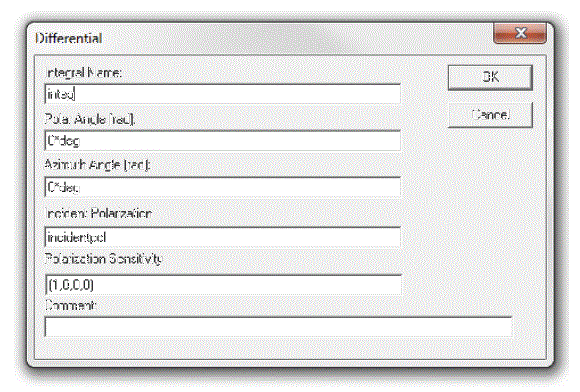 Differential
Integral Name:
integ
OK
Cancel
Polar Angle [rad]:
0*deg
Azimuth Angle [rad]:
0*deg
Incident Polarization
incidentpol
Polarization Sensitivity
(1,0,0,0)
Comment: